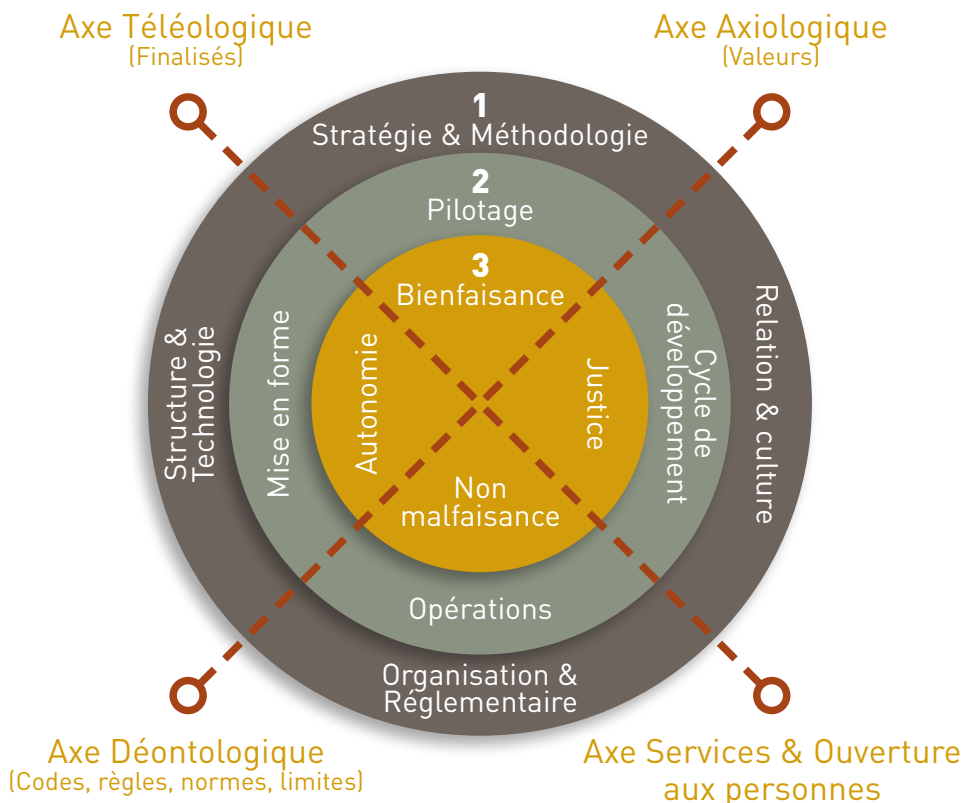 Axe Téléologique
(Finalisés)
Axe Axiologique
(Valeurs)
1
Stratégie & Méthodologie
2
Pilotage
3
Bienfaisance
Structure &
Technologie
Mise en forme
Autonomie
Justice
Cycle de
développement
Relation & culture
Non
malfaisance
Opérations
Organisation &
Réglementaire
Axe Déontologique
(Codes, règles, normes, limites)
Axe Services & Ouverture
aux personnes